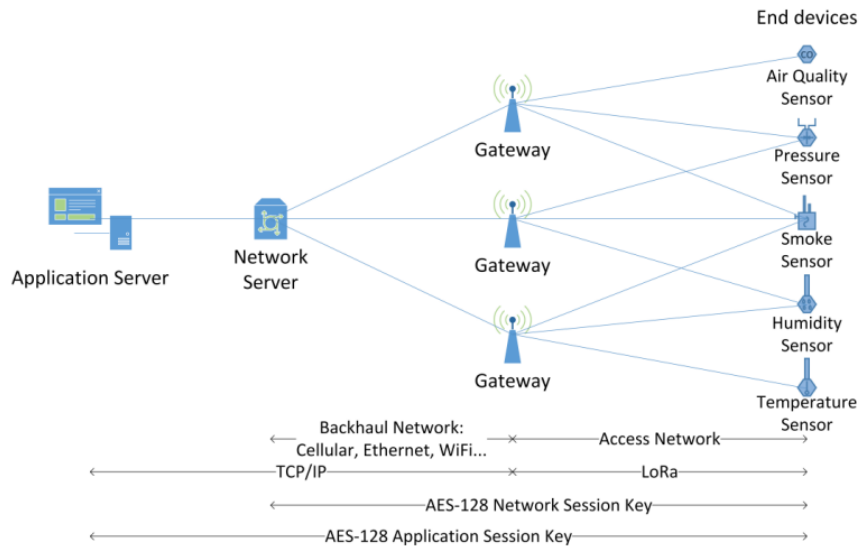 End devices
CO
Air Quality
Sensor
Gateway
Pressure
Sensor
Application Server
Network
Server
Gateway
?
Smoke
Sensor
Humidity
Sensor
Gateway
Temperature
Sensor
Backhaul Network:
Cellular, Ethernet, WiFi...
Access Network
TCP/IP
LoRa
AES-128 Network Session Key
AES-128 Application Session Key